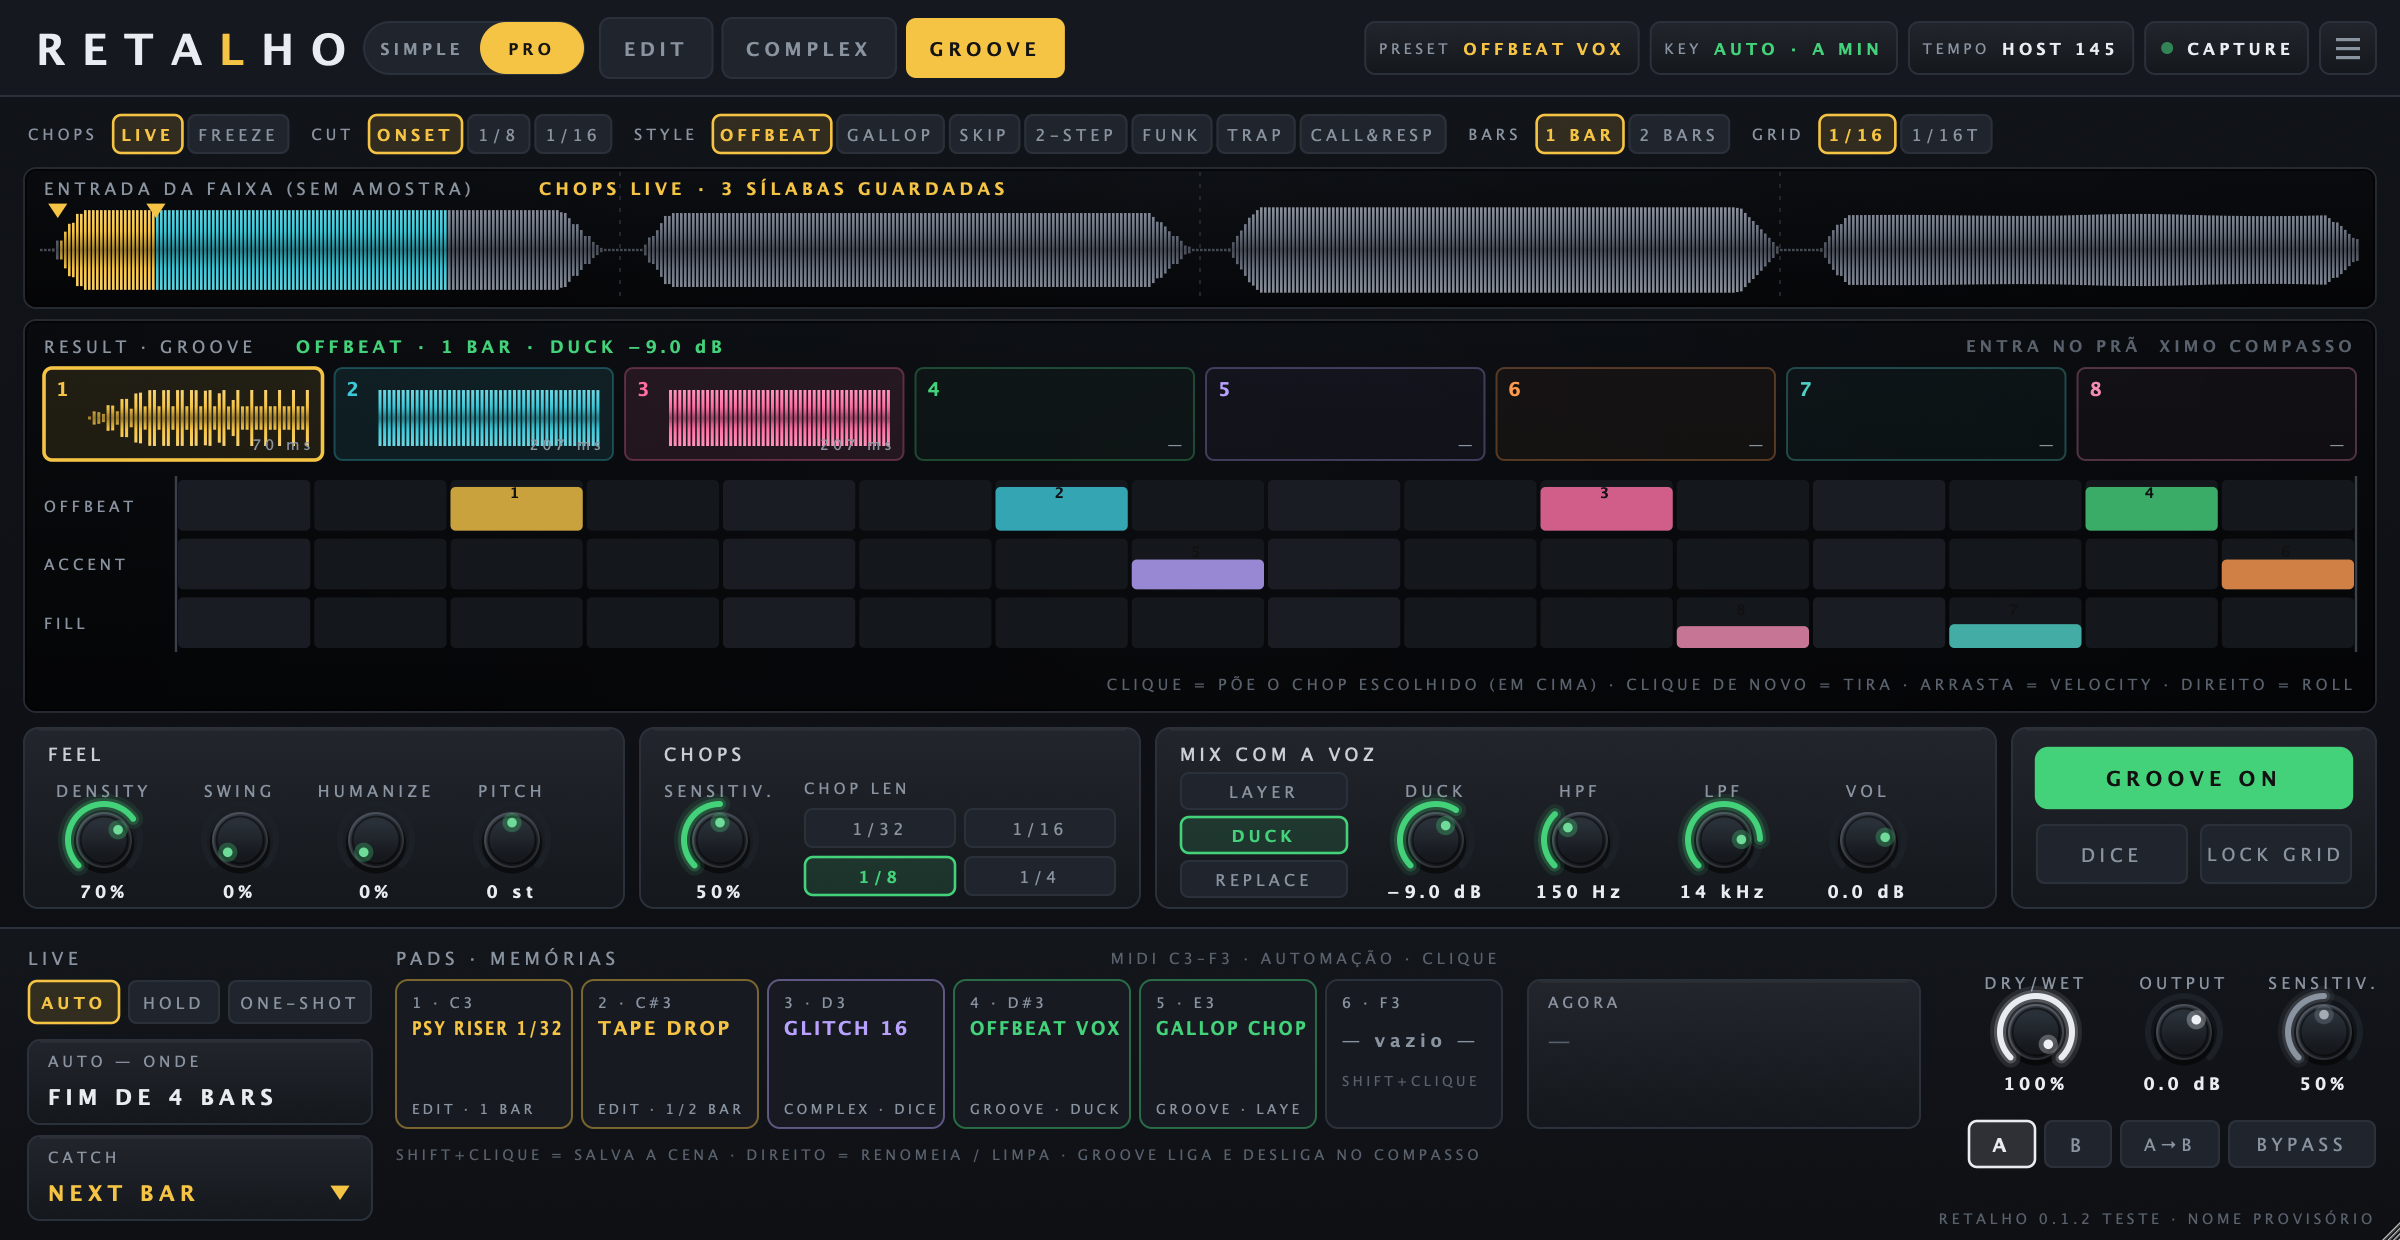 RETALHO SIMPLE PRO EDIT COMPLEX GROOVE PRESET OFFBEAT VOX KEY AUTO · A MIN TEMPO HOST 145 CAPTURE
CHOPS LIVE FREEZE CUT ONSET 1/8 1/16 STYLE OFFBEAT GALLOP SKIP 2-STEP FUNK TRAP CALL&RESP BARS 1 BAR 2 BARS GRID 1/16 1/16T
ENTRADA DA FAIXA (SEM AMOSTRA) CHOPS LIVE · 3 SÍLABAS GUARDADAS
RESULT · GROOVE OFFBEAT · 1 BAR · DUCK −9.0 dB ENTRA NO PRÃ XIMO COMPASSO
1 2 3 4 5 6 7 8
70 ms 207 ms 207 ms — — — — —
OFFBEAT 1 2 3 4
ACCENT 5 6
FILL 8 7
CLIQUE = PÕE O CHOP ESCOLHIDO (EM CIMA) · CLIQUE DE NOVO = TIRA · ARRASTA = VELOCITY · DIREITO = ROLL
FEEL
DENSITY SWING HUMANIZE PITCH
70% 0% 0% 0 st
CHOPS
SENSITIV. CHOP LEN
1/32 1/16
1/8 1/4
50%
MIX COM A VOZ
LAYER
DUCK
REPLACE
DUCK HPF LPF VOL
−9.0 dB 150 Hz 14 kHz 0.0 dB
GROOVE ON
DICE LOCK GRID
LIVE
AUTO HOLD ONE-SHOT
AUTO — ONDE
FIM DE 4 BARS
CATCH
NEXT BAR
PADS · MEMÓRIAS MIDI C3-F3 · AUTOMAÇÃO · CLIQUE
1 · C3
PSY RISER 1/32
EDIT · 1 BAR
2 · C#3
TAPE DROP
EDIT · 1/2 BAR
3 · D3
GLITCH 16
COMPLEX · DICE
4 · D#3
OFFBEAT VOX
GROOVE · DUCK
5 · E3
GALLOP CHOP
GROOVE · LAYE
6 · F3
— vazio —
SHIFT+CLIQUE
AGORA
—
SHIFT+CLIQUE = SALVA A CENA · DIREITO = RENOMEIA / LIMPA · GROOVE LIGA E DESLIGA NO COMPASSO
DRY/WET OUTPUT SENSITIV.
100% 0.0 dB 50%
A B A→B BYPASS
RETALHO 0.1.2 TESTE · NOME PROVISÓRIO